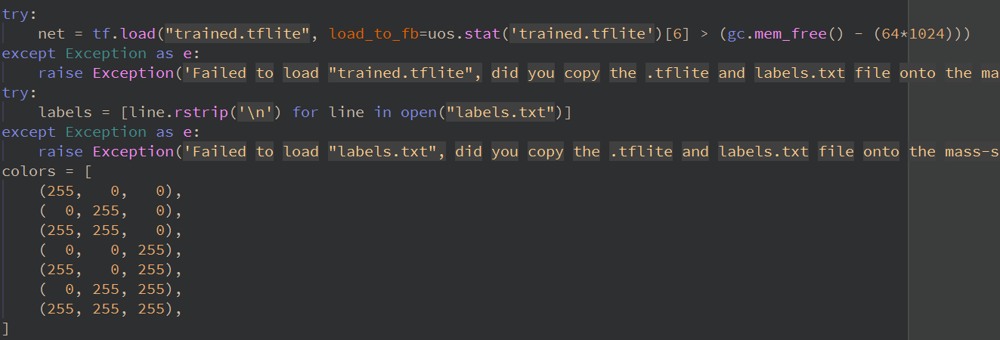 try:
    net = tf.load("trained.tflite", load_to_fb=uos.stat('trained.tflite')[6] > (gc.mem_free() - (64*1024)))
except Exception as e:
    raise Exception('Failed to load "trained.tflite", did you copy the .tflite and labels.txt file onto the ma
try:
    labels = [line.rstrip('\n') for line in open("labels.txt")]
except Exception as e:
    raise Exception('Failed to load "labels.txt", did you copy the .tflite and labels.txt file onto the mass-s
colors = [
    (255,   0,   0),
    (  0, 255,   0),
    (255, 255,   0),
    (  0,   0, 255),
    (255,   0, 255),
    (  0, 255, 255),
    (255, 255, 255),
]